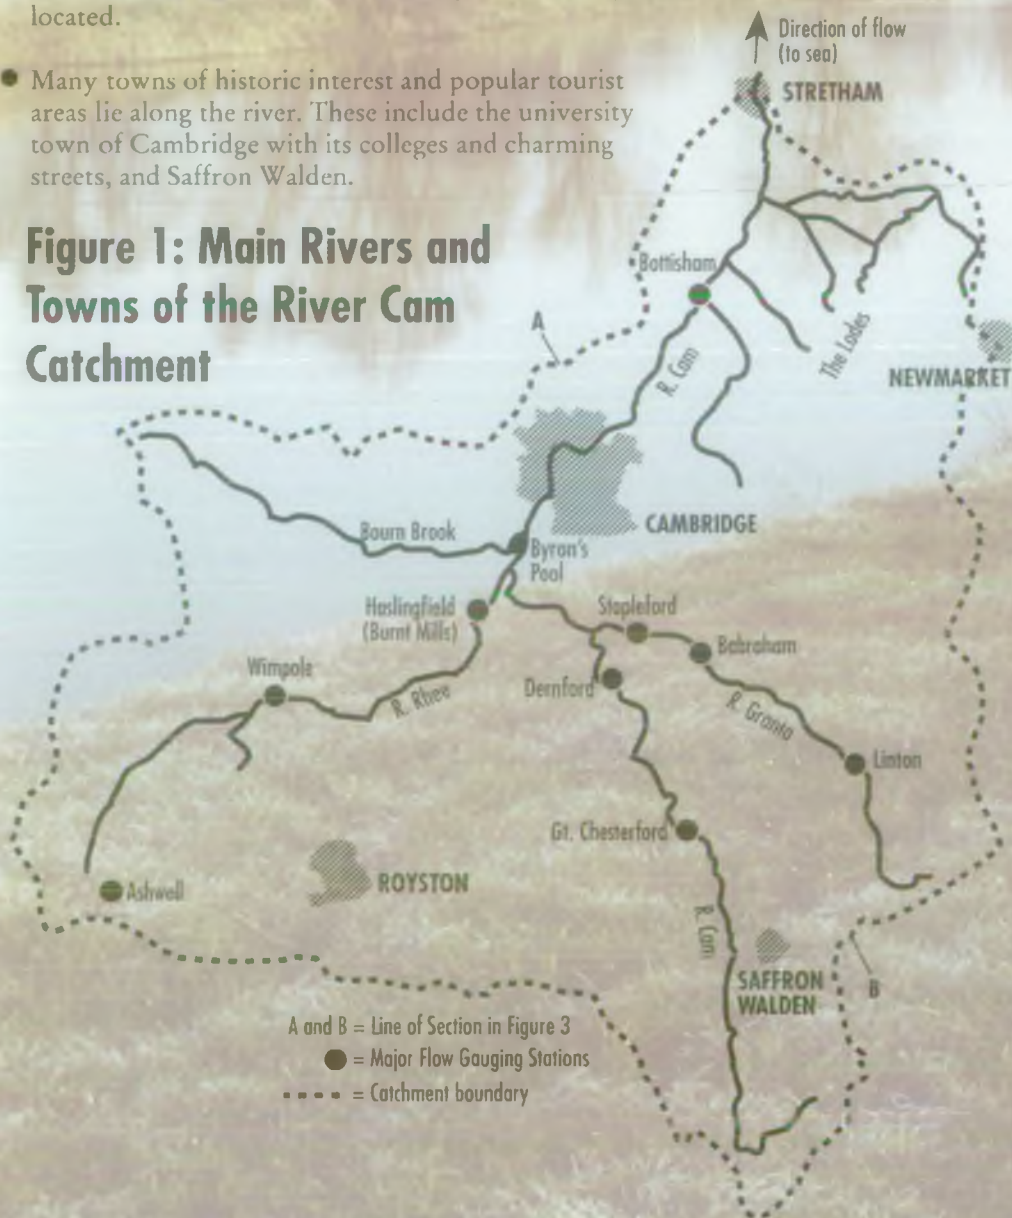 located.
● Many towns of historic interest and popular tourist
areas lie along the river. These include the university
town of Cambridge with its colleges and charming
streets, and Saffron Walden.
Figure 1: Main Rivers and
Towns of the River Cam
Catchment
Direction of flow
(to sea)
STRETHAM
Bottisham
A
R. Cam
The Lodes
NEWMARKET
CAMBRIDGE
Bourn Brook
Byron's
Pool
Haslingfield
(Burnt Mills)
Stapleford
Babraham
Wimpole
Dernford
R. Rhee
R. Granta
Linton
Gt. Chesterford
ROYSTON
Ashwell
R. Cam
SAFFRON
WALDEN
B
A and B = Line of Section in Figure 3
● = Major Flow Gauging Stations
---- = Catchment boundary